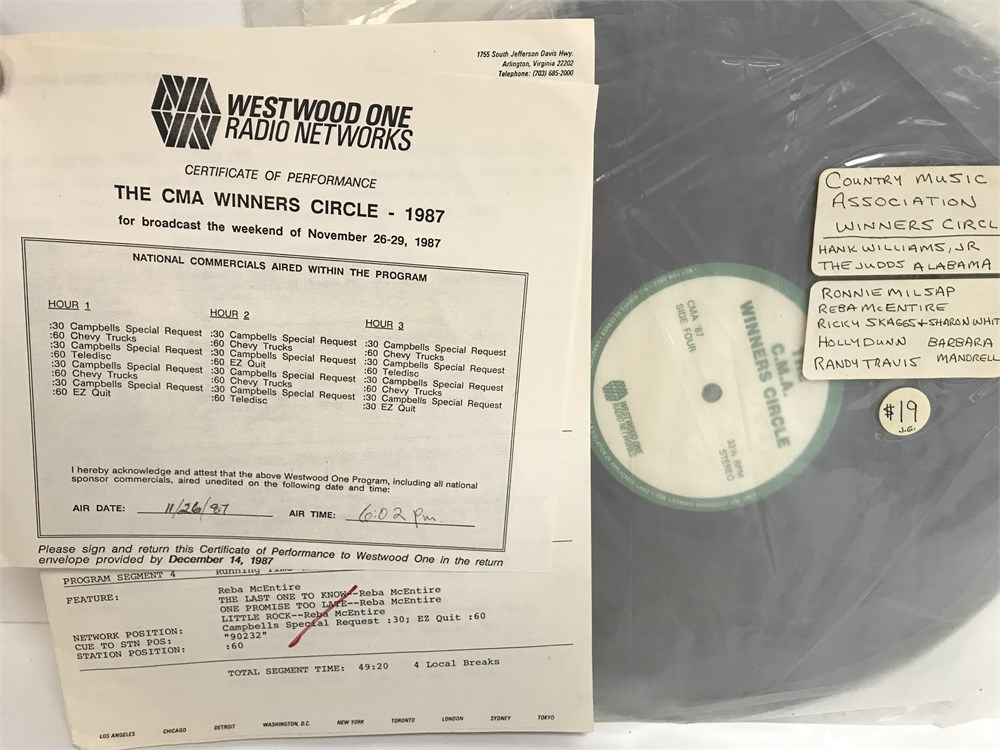 1755 South Jefferson Davis Hwy.
Arlington, Virginia 22202
Telephone: (703) 685-2000
WESTWOOD ONE
RADIO NETWORKS
CERTIFICATE OF PERFORMANCE
THE CMA WINNERS CIRCLE - 1987
for broadcast the weekend of November 26-29, 1987
NATIONAL COMMERCIALS AIRED WITHIN THE PROGRAM
HOUR 1
:30 Campbells Special Request
:60 Chevy Trucks
:30 Campbells Special Request
:60 Teledisc
:30 Campbells Special Request
:60 Chevy Trucks
:30 Campbells Special Request
:60 EZ Quit
HOUR 2
:30 Campbells Special Request
:60 Chevy Trucks
:30 Campbells Special Request
:60 EZ Quit
:30 Campbells Special Request
:60 Chevy Trucks
:30 Campbells Special Request
:60 Teledisc
HOUR 3
:30 Campbells Special Request
:60 Chevy Trucks
:30 Campbells Special Request
:60 Teledisc
:30 Campbells Special Request
:60 Chevy Trucks
:30 Campbells Special Request
:30 EZ Quit
I hereby acknowledge and attest that the above Westwood One Program, including all national
sponsor commercials, aired unedited on the following date and time:
AIR DATE: 11/26/87 AIR TIME: 6:02 pm.
Please sign and return this Certificate of Performance to Westwood One in the return
envelope provided by December 14, 1987
PROGRAM SEGMENT 4 Running Time
FEATURE: Reba McEntire
THE LAST ONE TO KNOW--Reba McEntire
ONE PROMISE TOO LATE--Reba McEntire
LITTLE ROCK--Reba McEntire
NETWORK POSITION: Campbells Special Request :30; EZ Quit :60
CUE TO STN POS: "90232"
STATION POSITION: :60
TOTAL SEGMENT TIME: 49:20 4 Local Breaks
LOS ANGELES CHICAGO DETROIT WASHINGTON, D.C. NEW YORK TORONTO LONDON SYDNEY TOKYO
COUNTRY MUSIC
ASSOCIATION
WINNERS CIRCL
HANK WILLIAMS, JR
THE JUDDS ALABAMA
RONNIE MILSAP
REBA McENTIRE
RICKY SKAGGS + SHARON WHIT
HOLLY DUNN BARBARA
RANDY TRAVIS MANDRELL
$19
J.G.
C.M.A.
WINNERS CIRCLE
CMA '87
SIDE FOUR
33⅓ RPM
STEREO
WESTWOOD ONE
RADIO NETWORKS